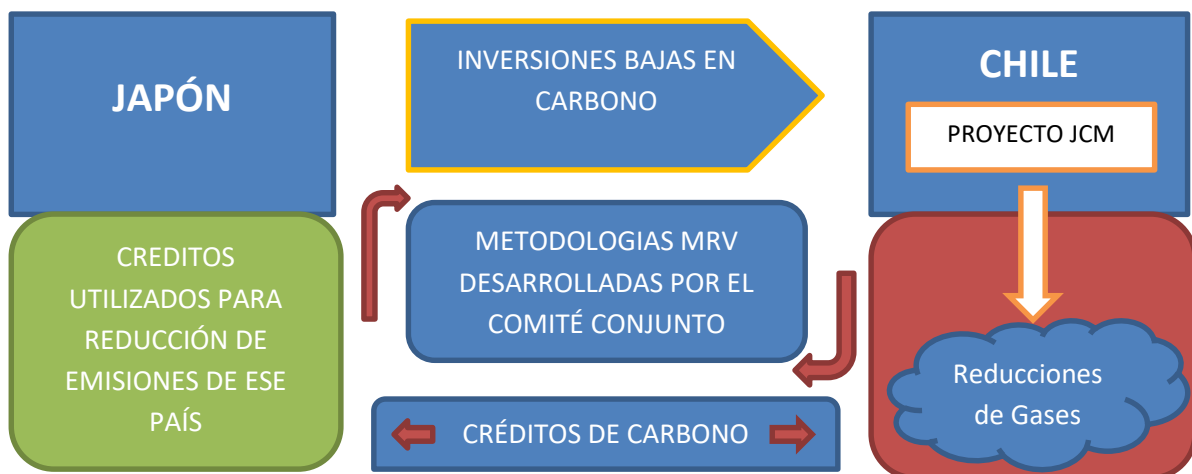 JAPÓN
CREDITOS
UTILIZADOS PARA
REDUCCIÓN DE
EMISIONES DE ESE
PAÍS
INVERSIONES BAJAS EN
CARBONO
METODOLOGIAS MRV
DESARROLLADAS POR EL
COMITÉ CONJUNTO
CRÉDITOS DE CARBONO
CHILE
PROYECTO JCM
Reducciones
de Gases